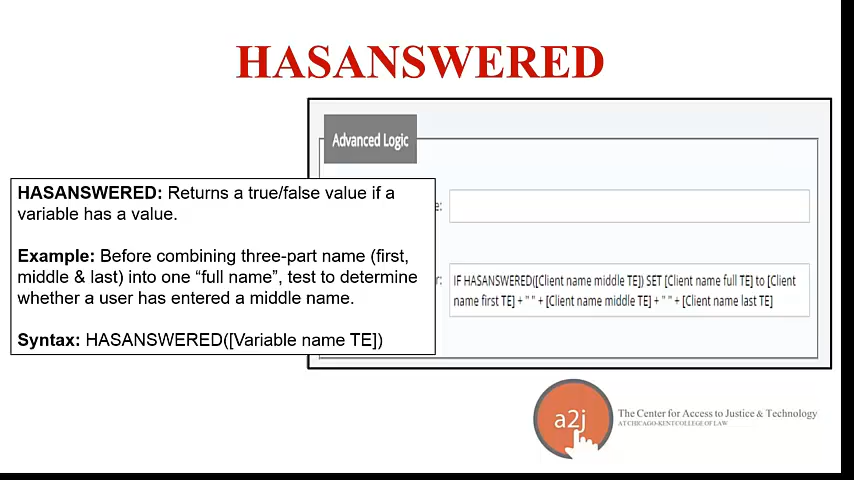 HASANSWERED
Advanced Logic
HASANSWERED: Returns a true/false value if a
variable has a value.
Example: Before combining three-part name (first,
middle & last) into one “full name”, test to determine
whether a user has entered a middle name.
Syntax: HASANSWERED([Variable name TE])
e:
r:
IF HASANSWERED([Client name middle TE]) SET [Client name full TE] to [Client
name first TE] + " " + [Client name middle TE] + " " + [Client name last TE]
a2j
The Center for Access to Justice & Technology
AT CHICAGO-KENT COLLEGE OF LAW